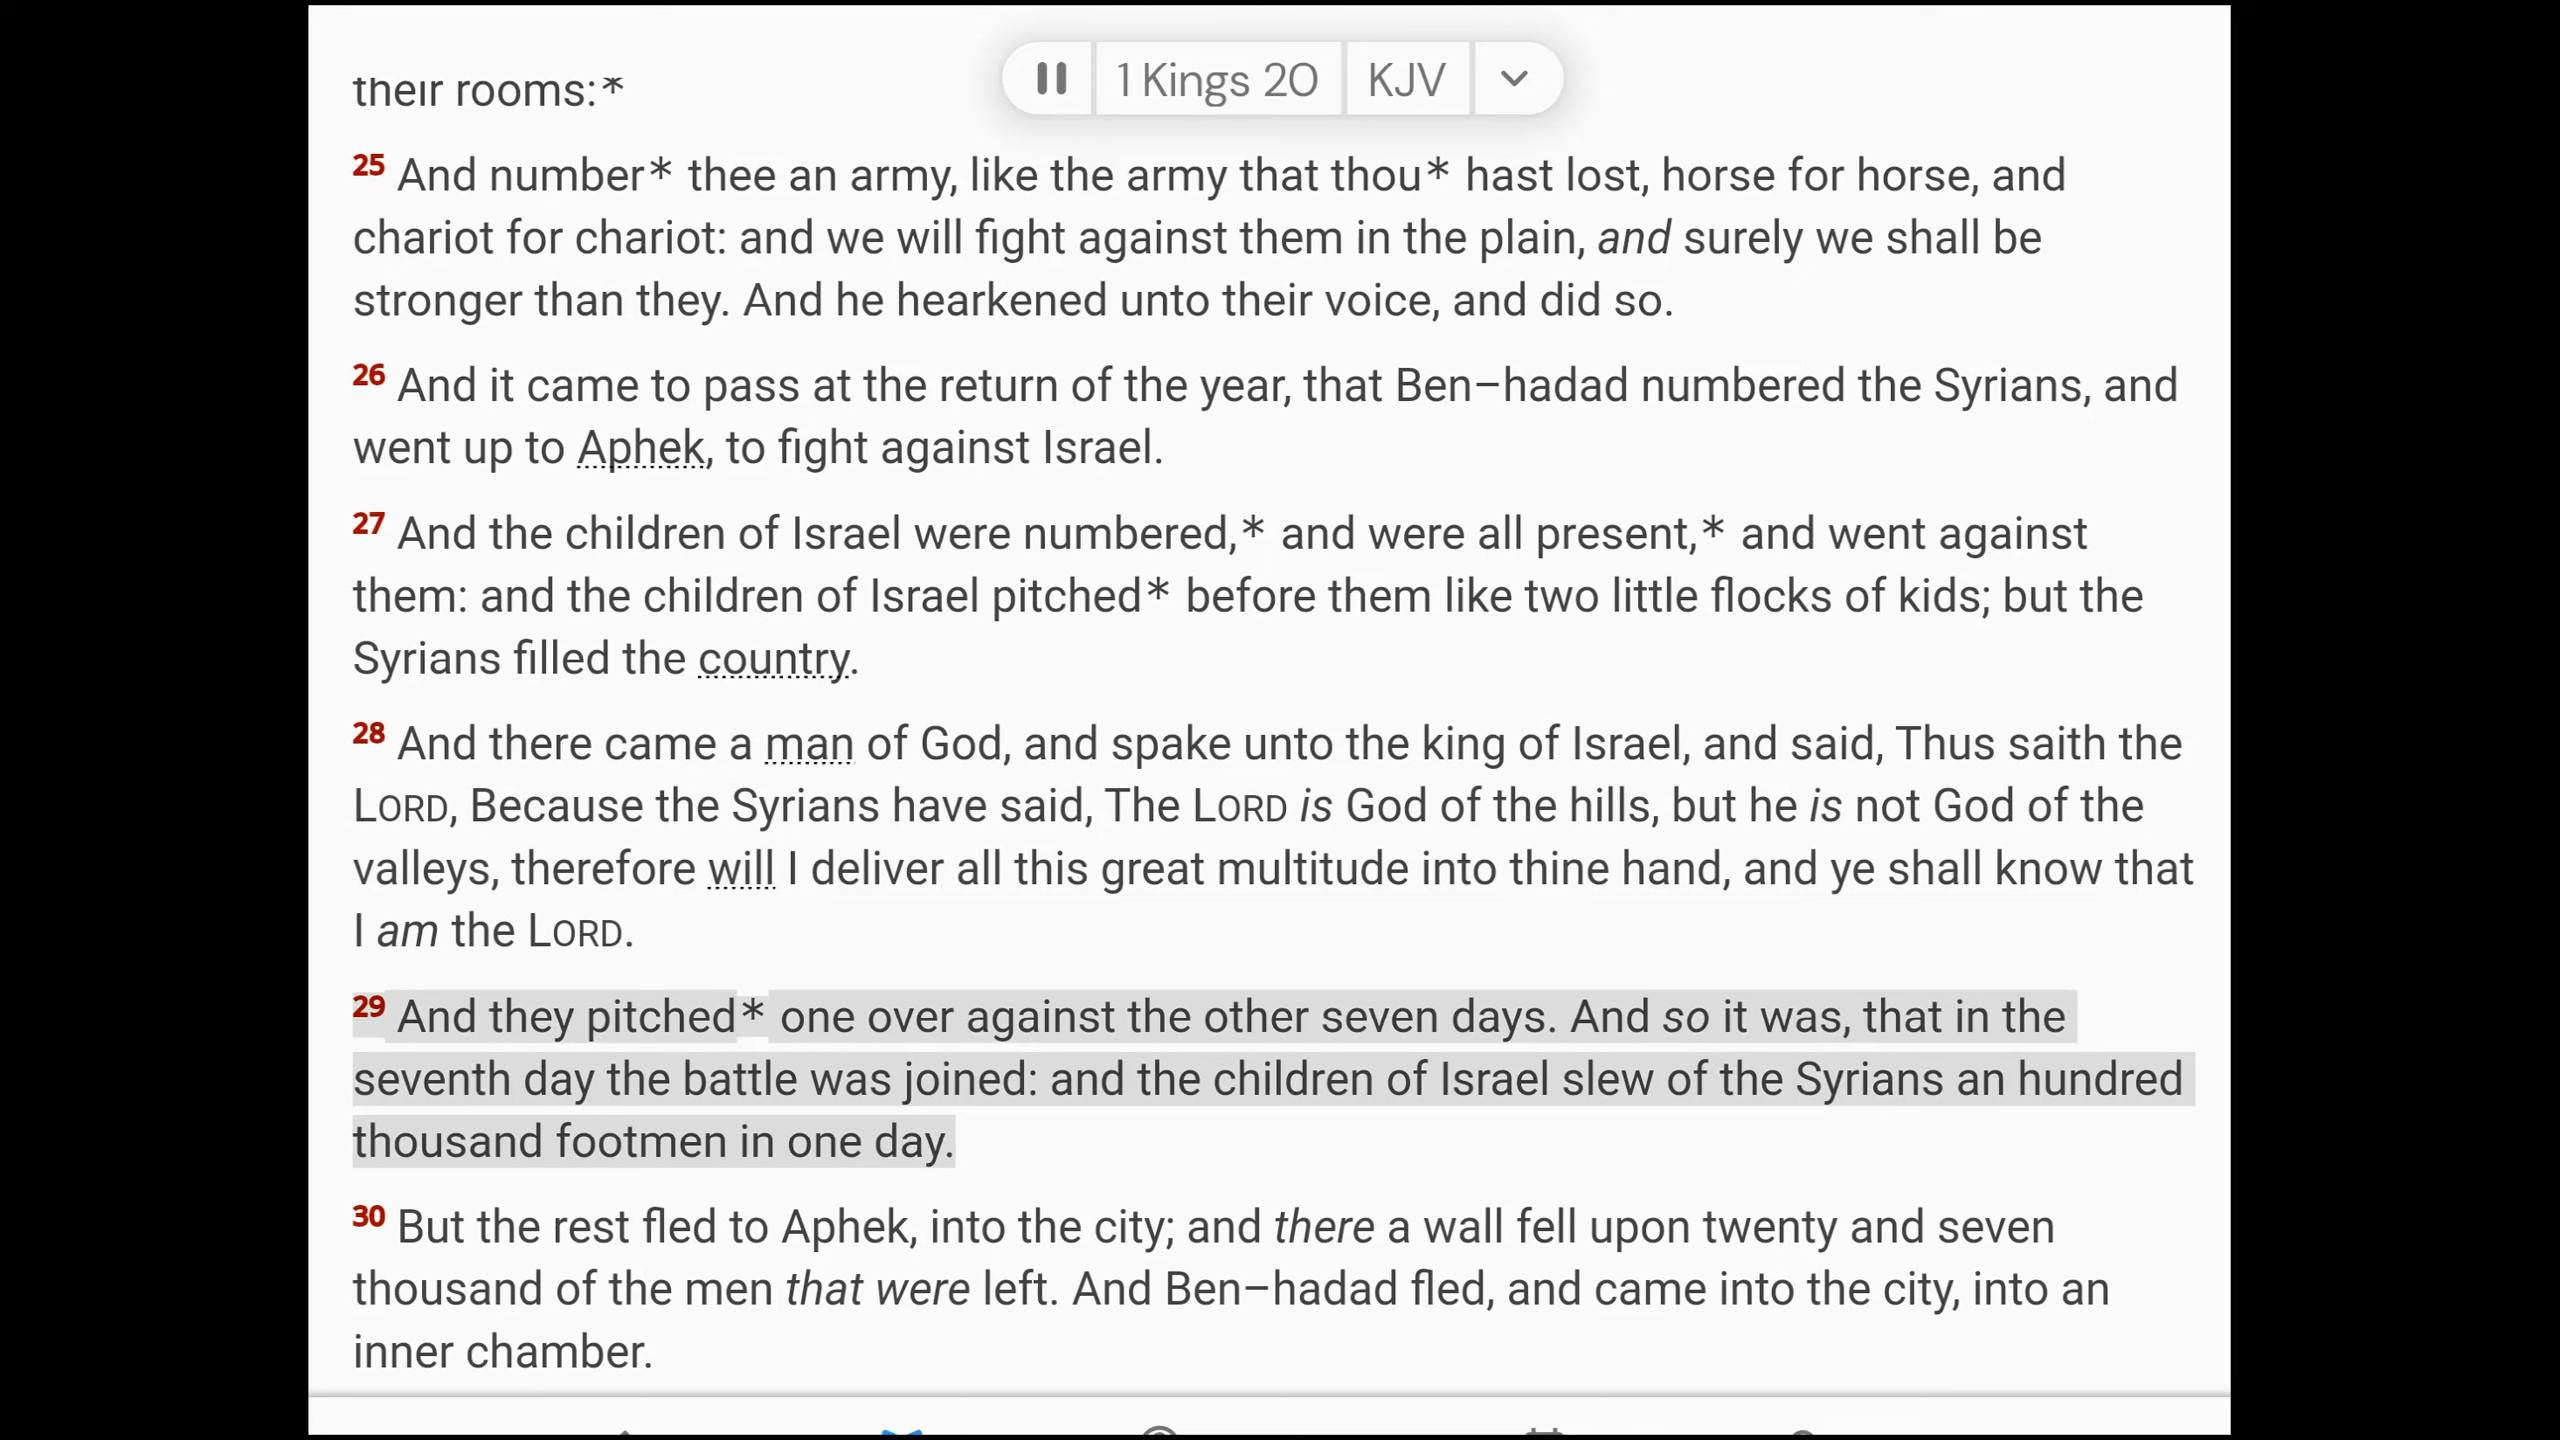 1 Kings 20 KJV
their rooms:*
25 And number* thee an army, like the army that thou* hast lost, horse for horse, and
chariot for chariot: and we will fight against them in the plain, and surely we shall be
stronger than they. And he hearkened unto their voice, and did so.
26 And it came to pass at the return of the year, that Ben–hadad numbered the Syrians, and
went up to Aphek, to fight against Israel.
27 And the children of Israel were numbered,* and were all present,* and went against
them: and the children of Israel pitched* before them like two little flocks of kids; but the
Syrians filled the country.
28 And there came a man of God, and spake unto the king of Israel, and said, Thus saith the
LORD, Because the Syrians have said, The LORD is God of the hills, but he is not God of the
valleys, therefore will I deliver all this great multitude into thine hand, and ye shall know that
I am the LORD.
29 And they pitched* one over against the other seven days. And so it was, that in the
seventh day the battle was joined: and the children of Israel slew of the Syrians an hundred
thousand footmen in one day.
30 But the rest fled to Aphek, into the city; and there a wall fell upon twenty and seven
thousand of the men that were left. And Ben–hadad fled, and came into the city, into an
inner chamber.